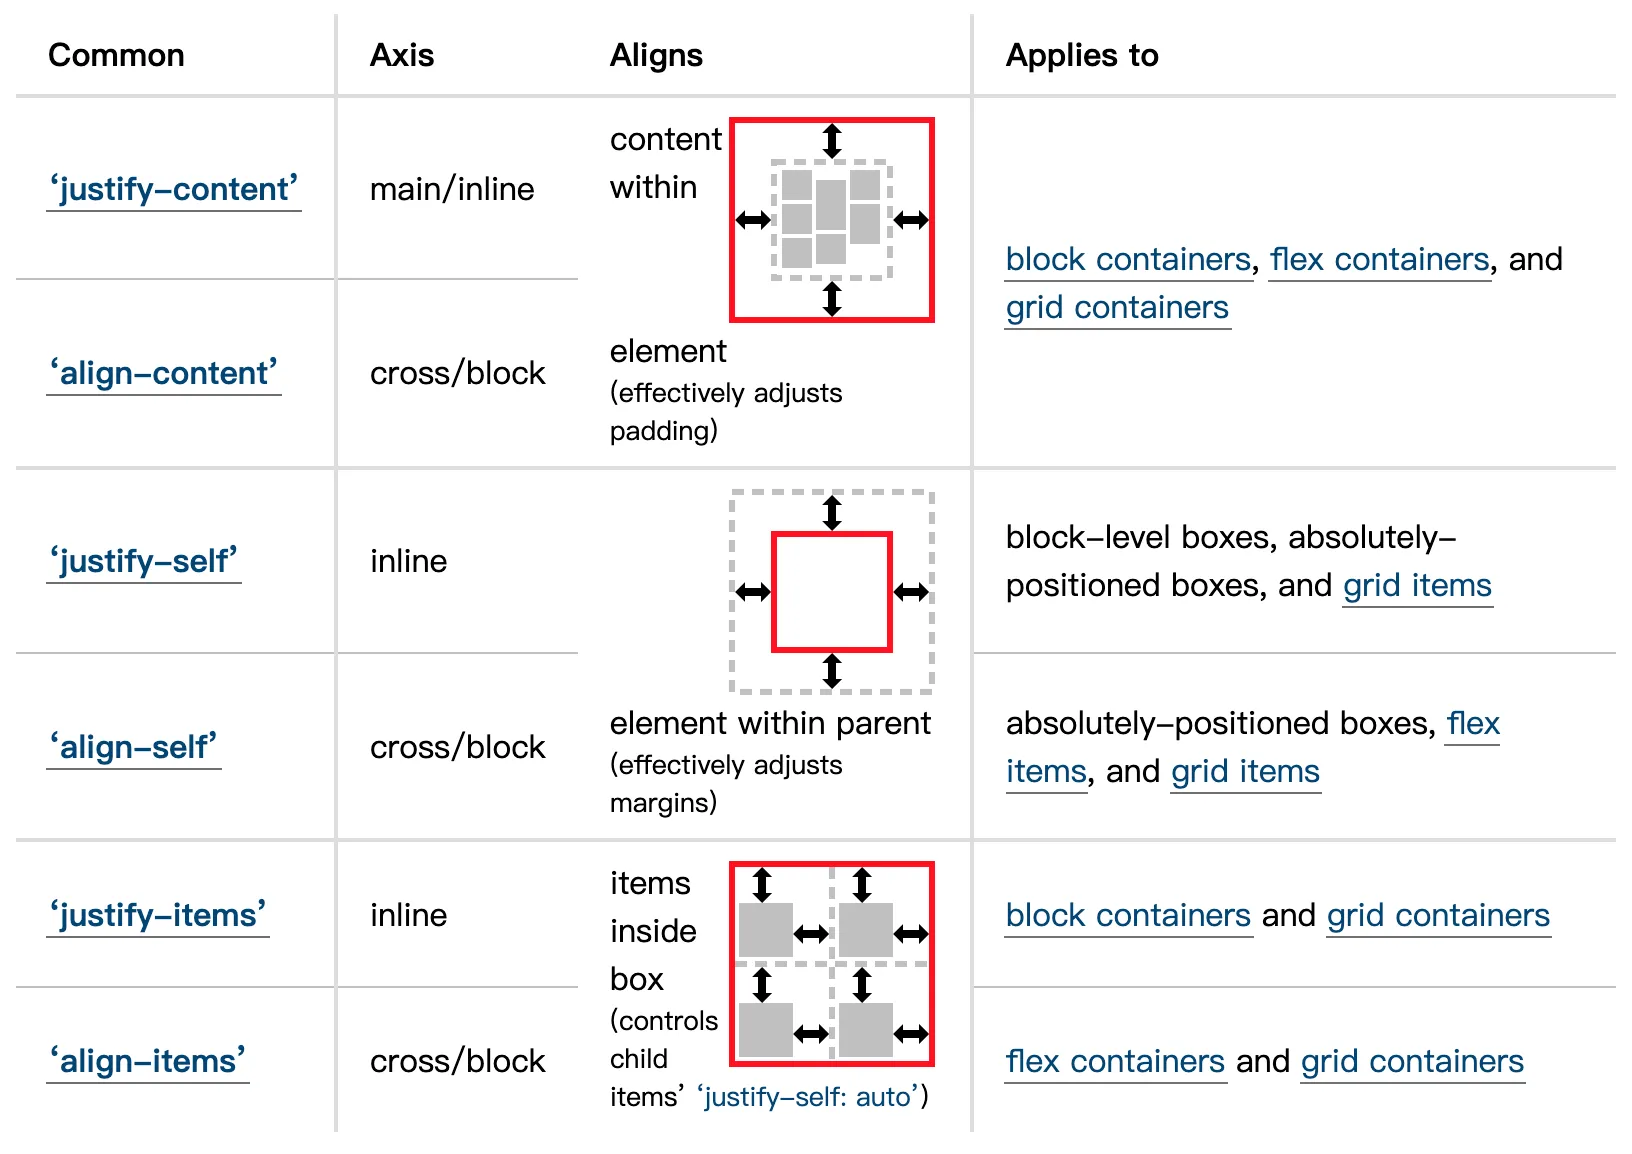 Common Axis Aligns Applies to
‘justify-content’ main/inline
content
within
element
(effectively adjusts
padding)
block containers, flex containers, and
grid containers
‘align-content’ cross/block
‘justify-self’ inline
element within parent
(effectively adjusts
margins)
block-level boxes, absolutely-
positioned boxes, and grid items
‘align-self’ cross/block
absolutely-positioned boxes, flex
items, and grid items
‘justify-items’ inline
items
inside
box
(controls
child
items’ ‘justify-self: auto’)
block containers and grid containers
‘align-items’ cross/block
flex containers and grid containers